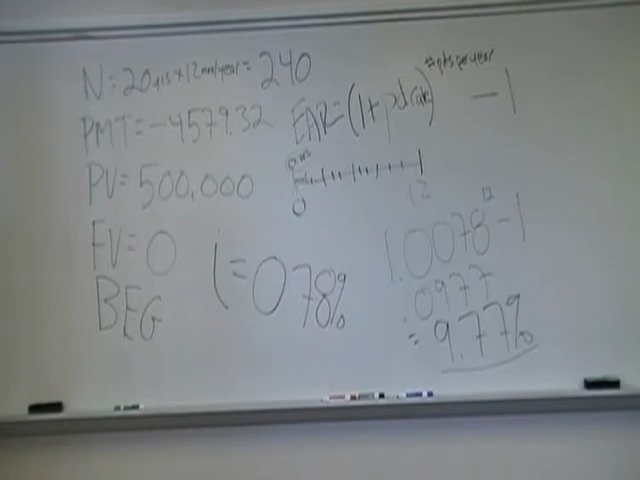 N=20yrs*12mo/year=240
PMT=-4579.32
PV=500,000
FV=0
BEG
i=0.78%
# pds per year
EAR=(1+pd rate) -1
0
12
12
1.0078 -1
.0977
=9.77%